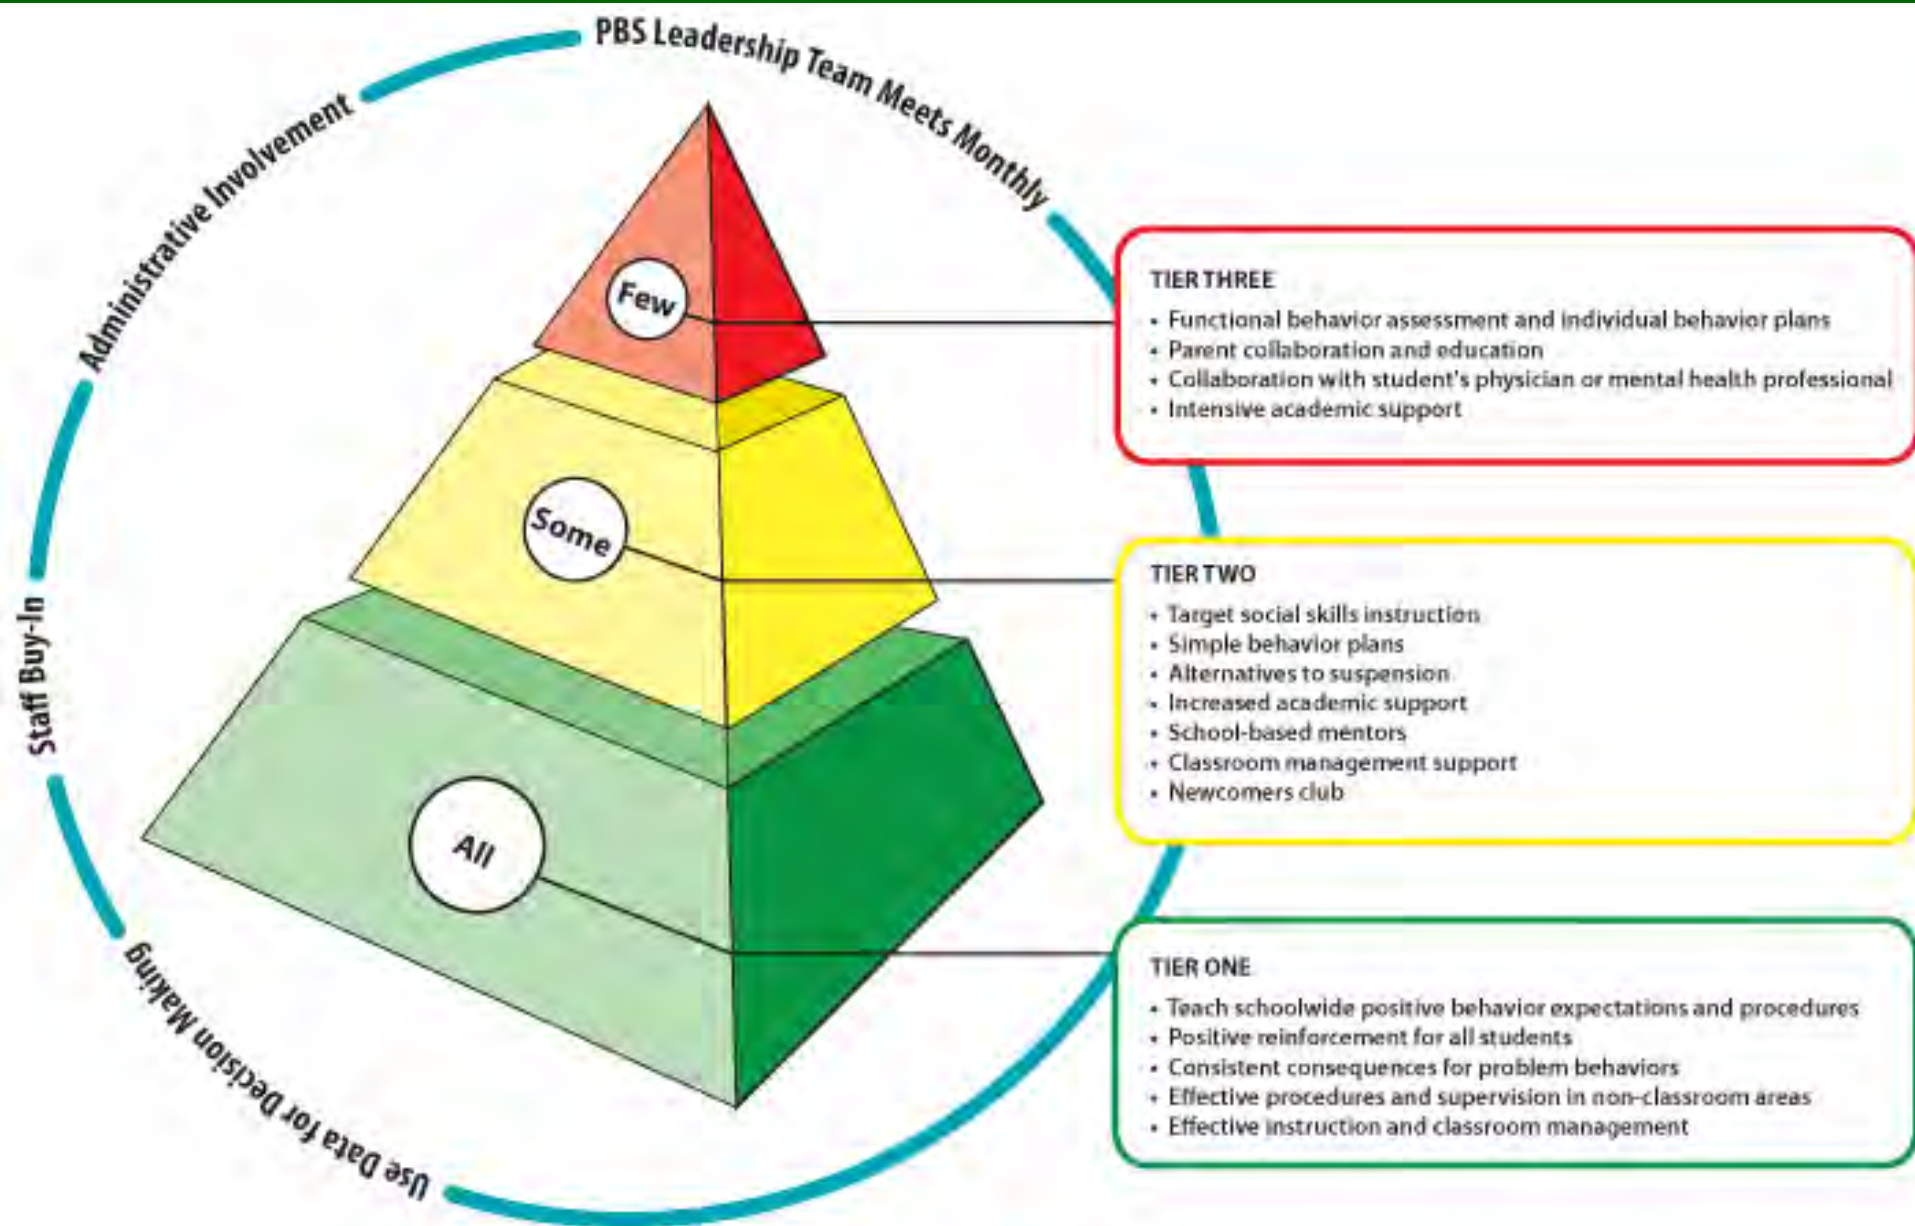 PBS Leadership Team Meets Monthly
Administrative Involvement
Staff Buy-In
Use Data for Decision Making
Few
Some
All
TIER THREE
• Functional behavior assessment and individual behavior plans
• Parent collaboration and education
• Collaboration with student's physician or mental health professional
• Intensive academic support
TIER TWO
• Target social skills instruction
• Simple behavior plans
• Alternatives to suspension
• Increased academic support
• School-based mentors
• Classroom management support
• Newcomers club
TIER ONE
• Teach schoolwide positive behavior expectations and procedures
• Positive reinforcement for all students
• Consistent consequences for problem behaviors
• Effective procedures and supervision in non-classroom areas
• Effective instruction and classroom management